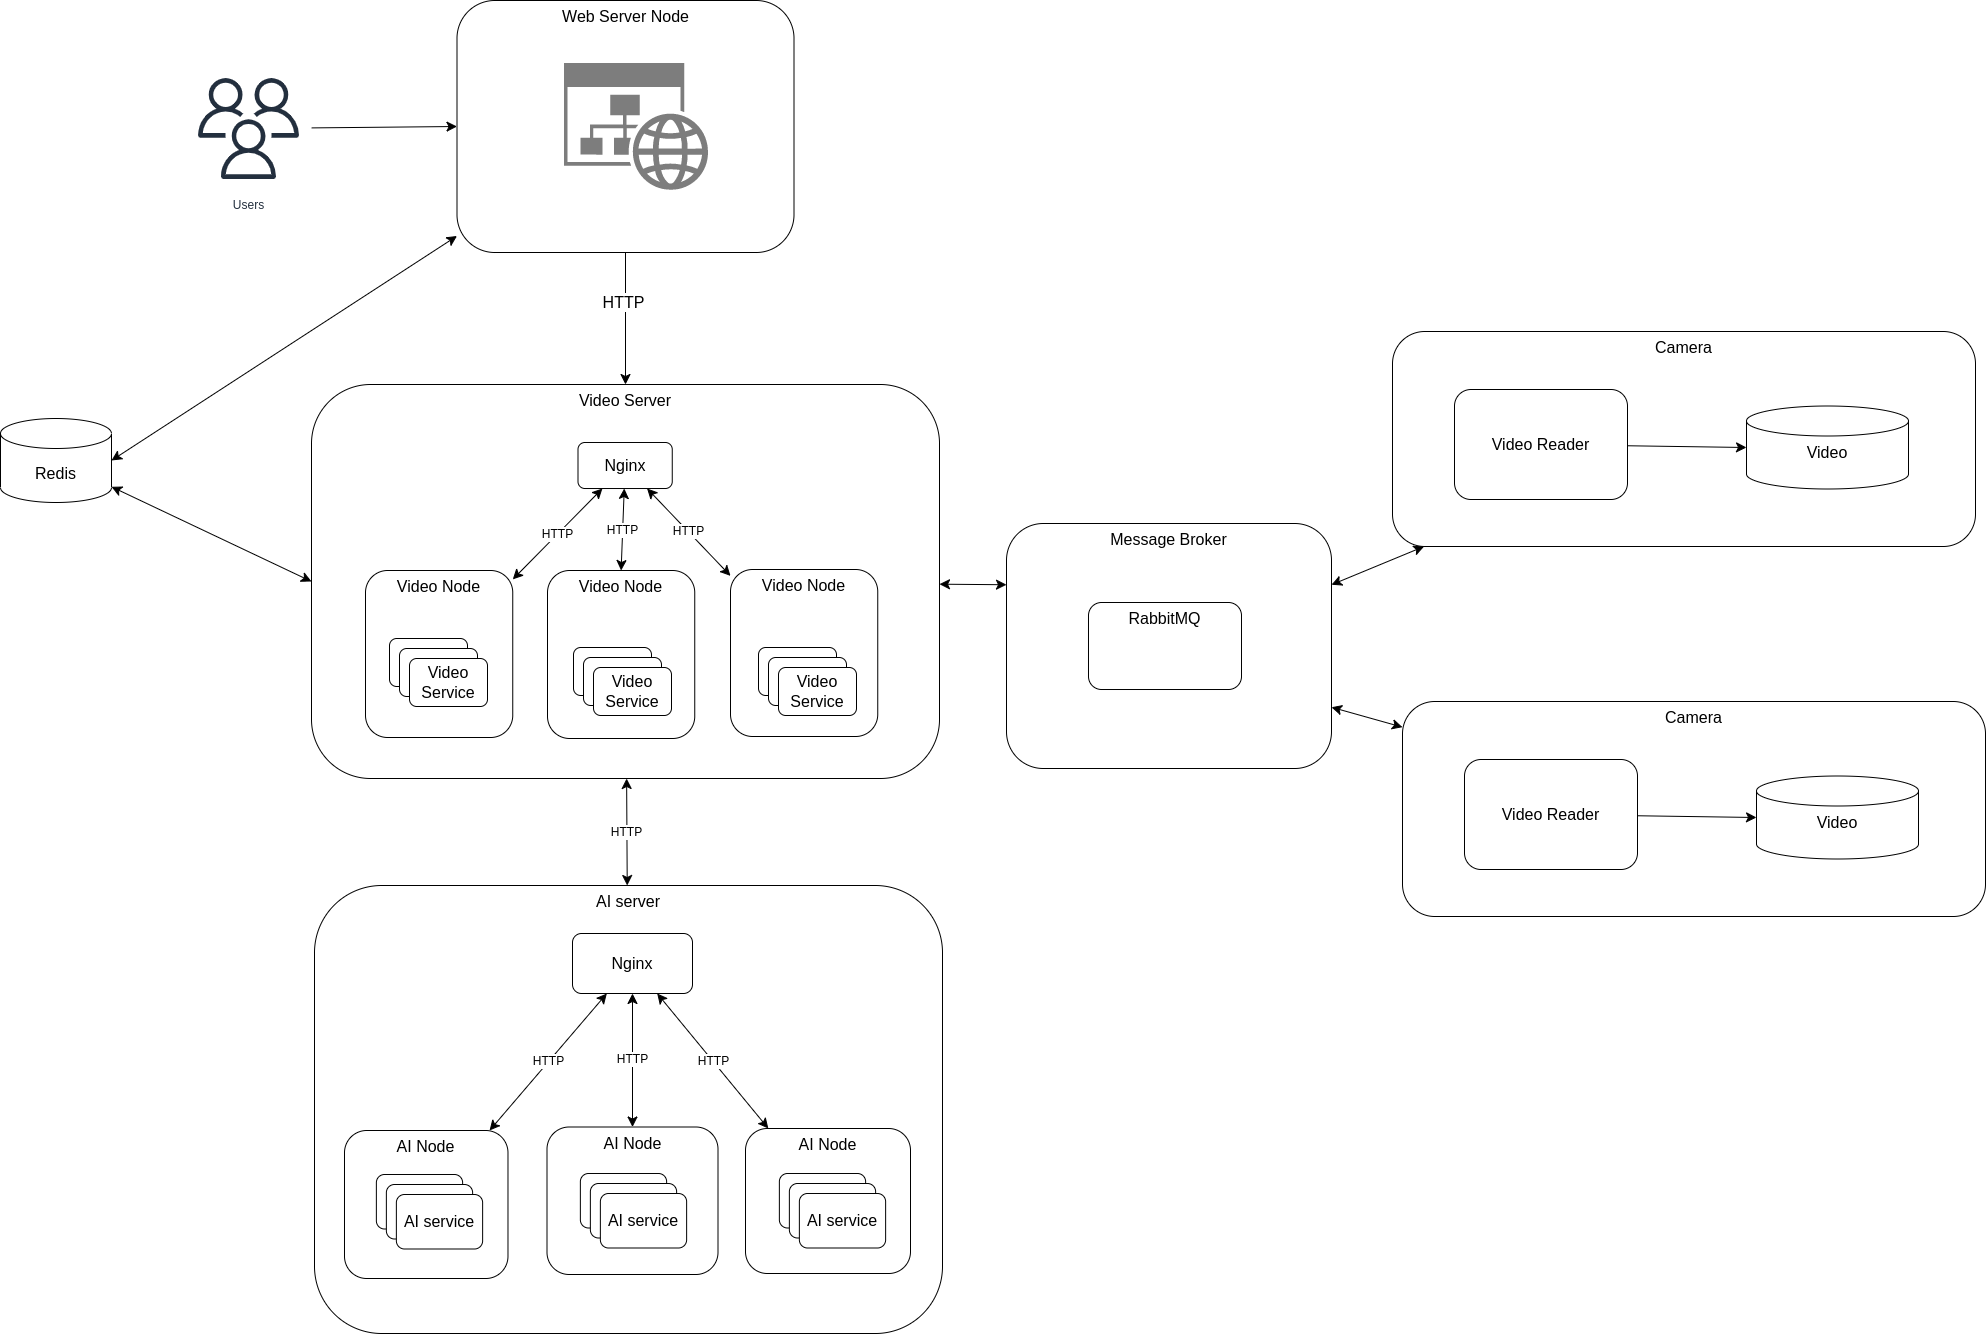 Web Server Node
Users
HTTP
Redis
Video Server
Nginx
HTTP
HTTP
HTTP
Video Node
Video
Service
Video Node
Video
Service
Video Node
Video
Service
Message Broker
RabbitMQ
Camera
Video Reader
Video
Camera
Video Reader
Video
HTTP
AI server
Nginx
HTTP
HTTP
HTTP
AI Node
AI service
AI Node
AI service
AI Node
AI service